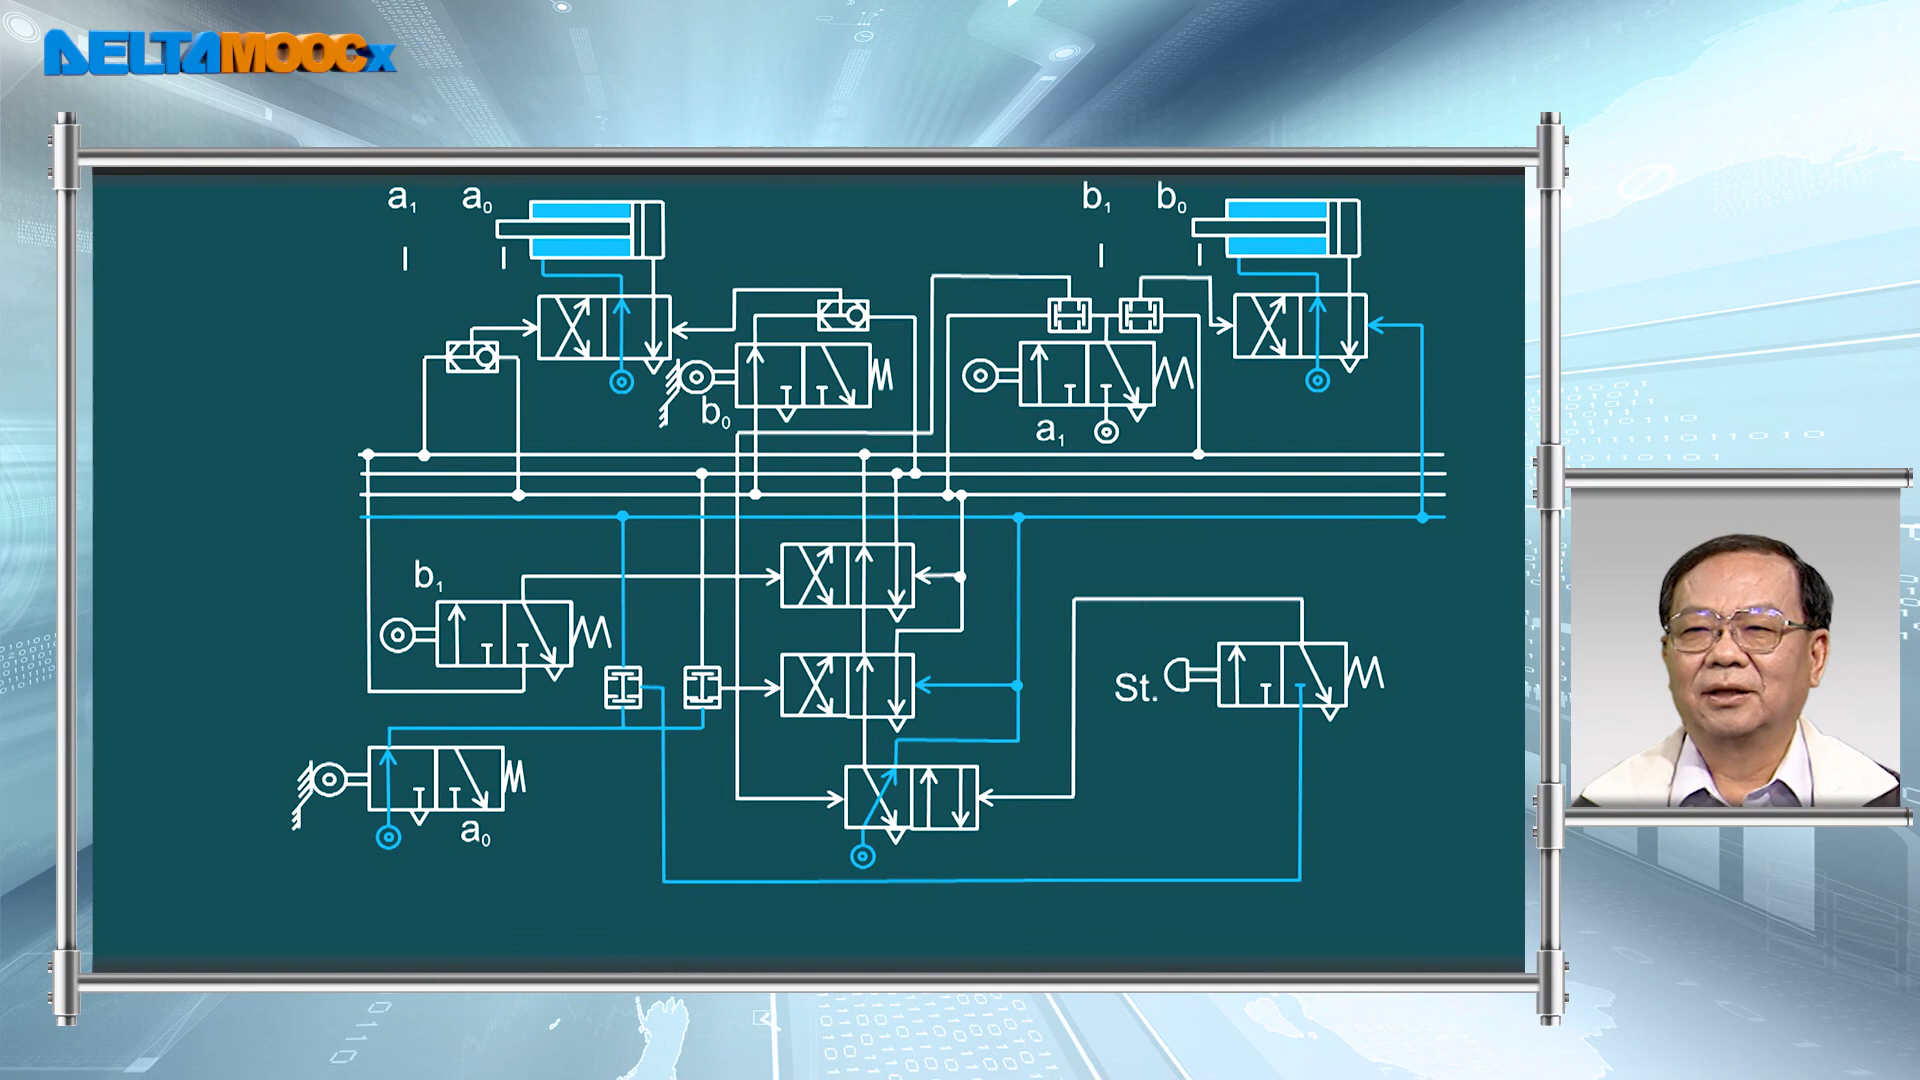 DELTAMOOCx
a₁ a₀
b₁ b₀
b₀
a₁
b₁
St.
a₀